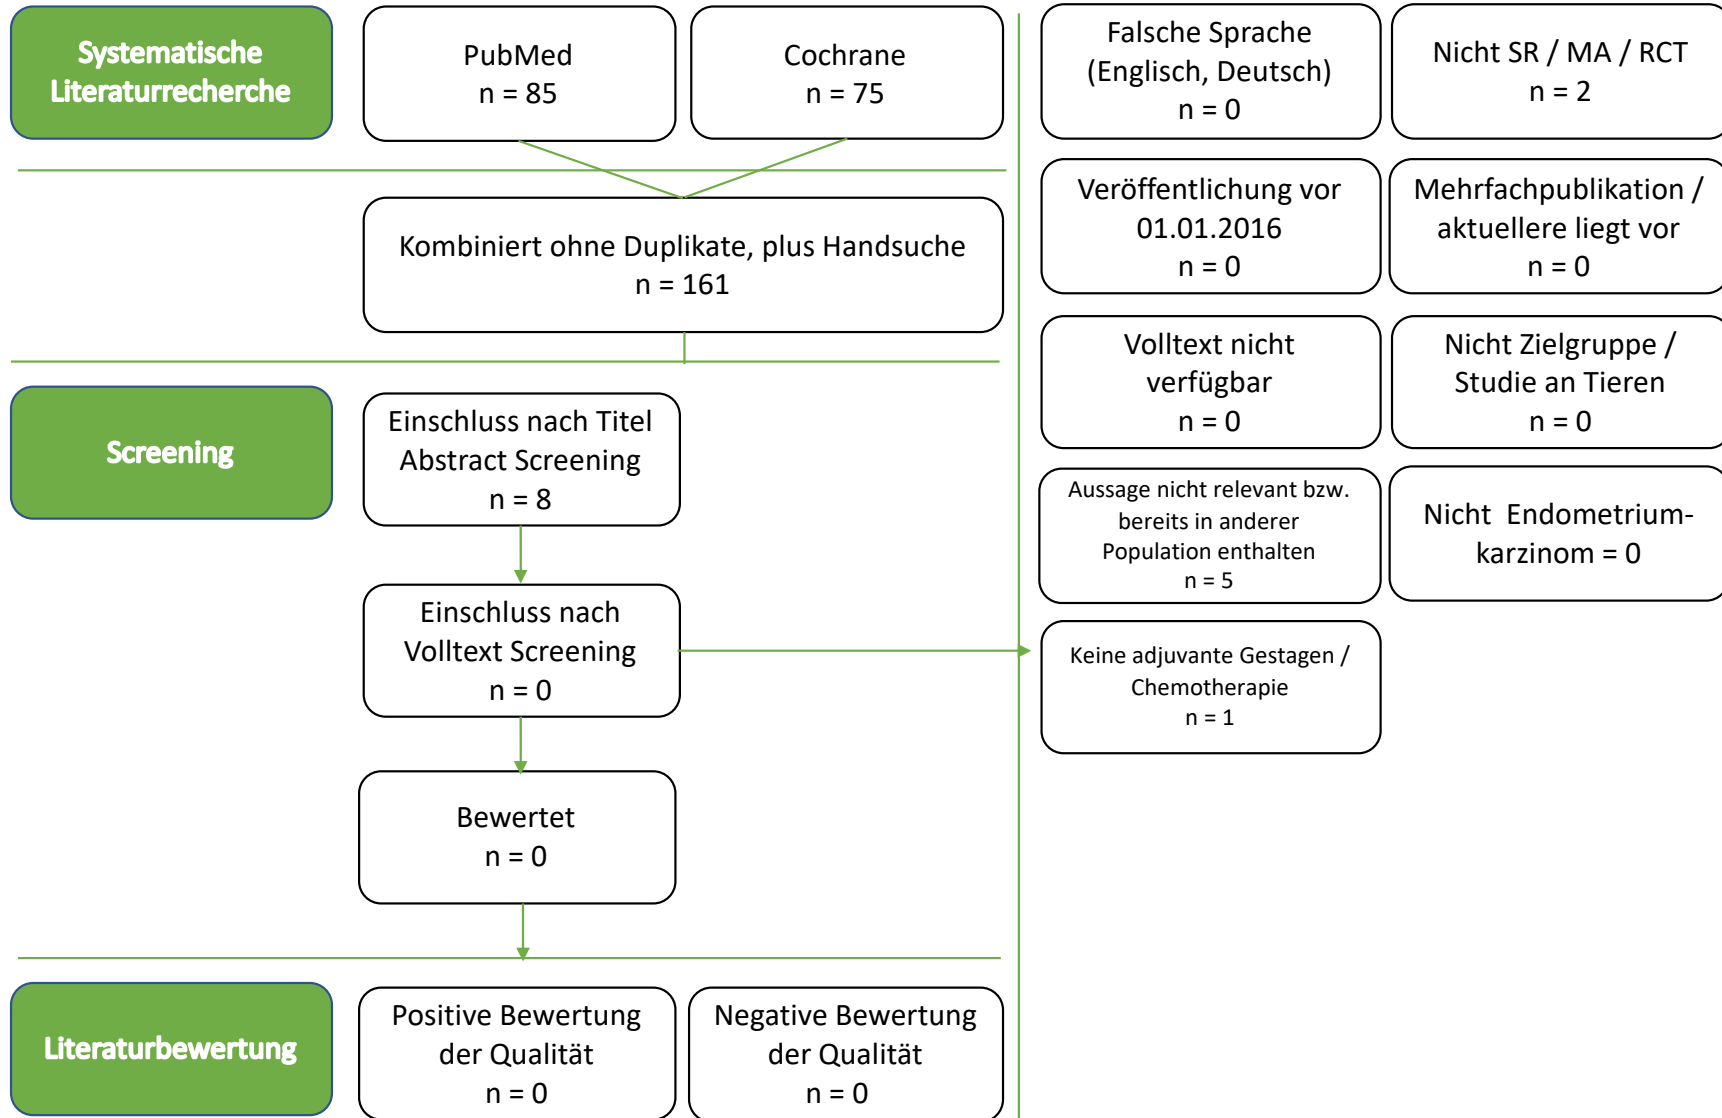 Systematische
Literaturrecherche
PubMed
n = 85
Cochrane
n = 75
Kombiniert ohne Duplikate, plus Handsuche
n = 161
Screening
Einschluss nach Titel
Abstract Screening
n = 8
Einschluss nach
Volltext Screening
n = 0
Bewertet
n = 0
Literaturbewertung
Positive Bewertung
der Qualität
n = 0
Negative Bewertung
der Qualität
n = 0
Falsche Sprache
(Englisch, Deutsch)
n = 0
Nicht SR / MA / RCT
n = 2
Veröffentlichung vor
01.01.2016
n = 0
Mehrfachpublikation /
aktuellere liegt vor
n = 0
Volltext nicht
verfügbar
n = 0
Nicht Zielgruppe /
Studie an Tieren
n = 0
Aussage nicht relevant bzw.
bereits in anderer
Population enthalten
n = 5
Nicht Endometrium-
karzinom = 0
Keine adjuvante Gestagen /
Chemotherapie
n = 1